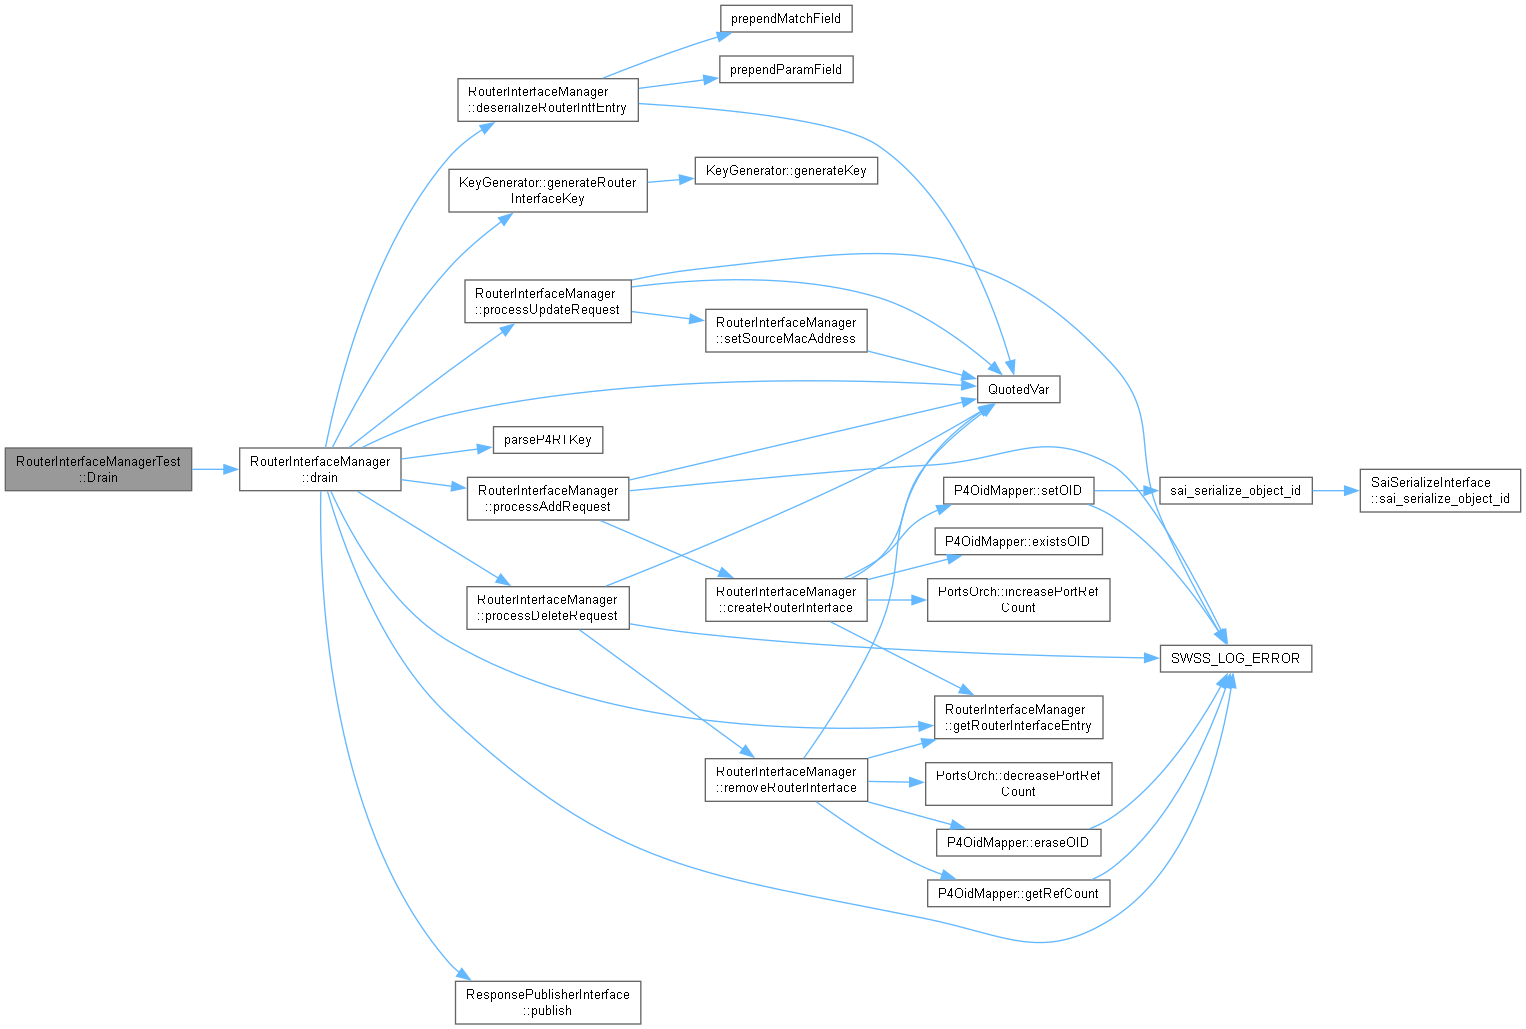 prependMatchField
prependParamField
RouterInterfaceManager
::deserializeRouterIntfEntry
KeyGenerator::generateKey
KeyGenerator::generateRouter
InterfaceKey
RouterInterfaceManager
::processUpdateRequest
RouterInterfaceManager
::setSourceMacAddress
QuotedVar
parseP4RTKey
RouterInterfaceManagerTest
::Drain
RouterInterfaceManager
::drain
RouterInterfaceManager
::processAddRequest
P4OidMapper::setOID
sai_serialize_object_id
SaiSerializeInterface
::sai_serialize_object_id
P4OidMapper::existsOID
RouterInterfaceManager
::processDeleteRequest
RouterInterfaceManager
::createRouterInterface
PortsOrch::increasePortRef
Count
SWSS_LOG_ERROR
RouterInterfaceManager
::getRouterInterfaceEntry
RouterInterfaceManager
::removeRouterInterface
PortsOrch::decreasePortRef
Count
P4OidMapper::eraseOID
P4OidMapper::getRefCount
ResponsePublisherInterface
::publish